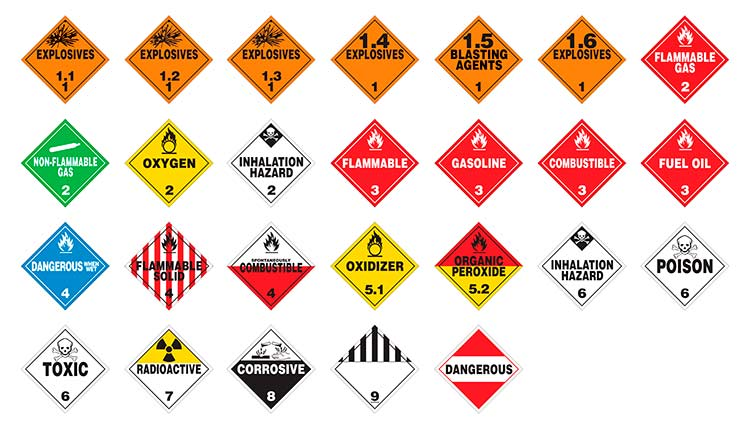 EXPLOSIVES
1.1
1
EXPLOSIVES
1.2
1
EXPLOSIVES
1.3
1
1.4
EXPLOSIVES
1
1.5
BLASTING
AGENTS
1
1.6
EXPLOSIVES
1
FLAMMABLE
GAS
2
NON-FLAMMABLE
GAS
2
OXYGEN
2
INHALATION
HAZARD
2
FLAMMABLE
3
GASOLINE
3
COMBUSTIBLE
3
FUEL OIL
3
DANGEROUS WHEN WET
4
FLAMMABLE
SOLID
4
SPONTANEOUSLY
COMBUSTIBLE
4
OXIDIZER
5.1
ORGANIC
PEROXIDE
5.2
INHALATION
HAZARD
6
POISON
6
TOXIC
6
RADIOACTIVE
7
CORROSIVE
8
9
DANGEROUS